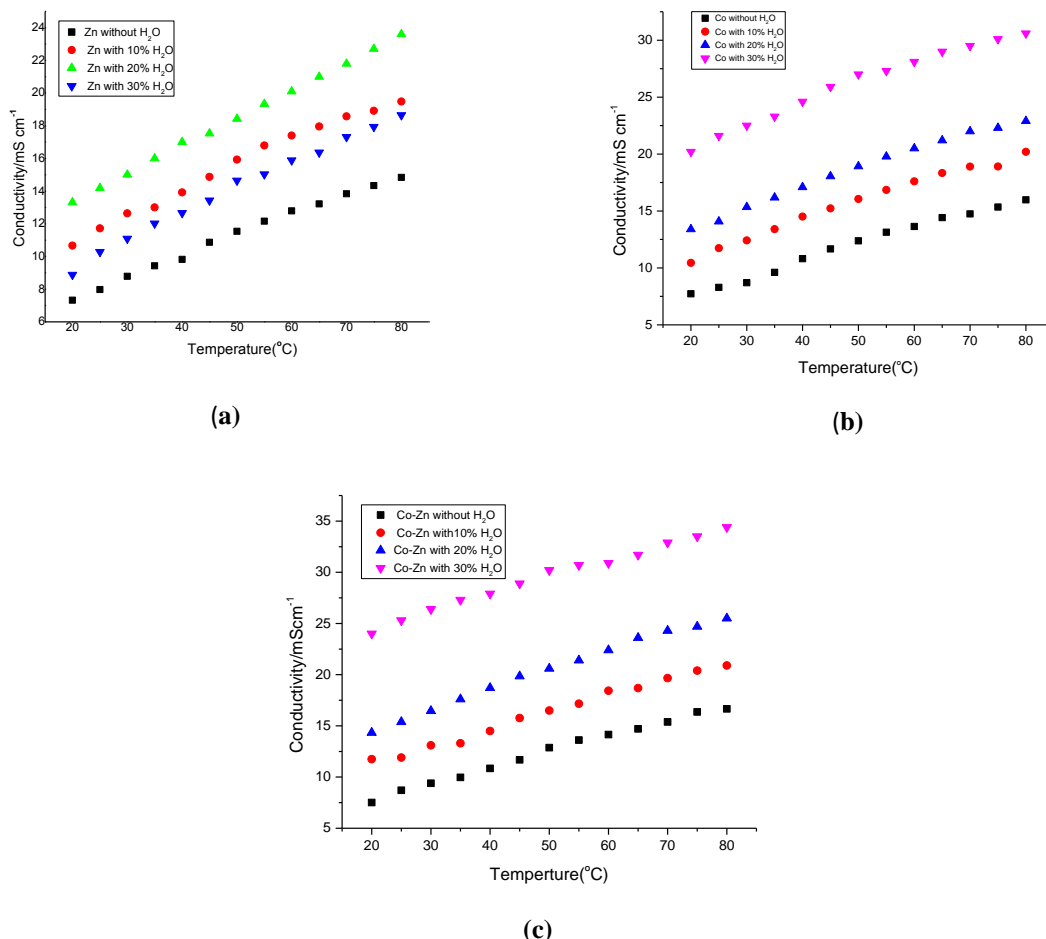 Zn without H₂O
Zn with 10% H₂O
Zn with 20% H₂O
Zn with 30% H₂O
24
22
20
18
16
14
12
10
8
6
Conductivity/mS cm⁻¹
20 30 40 50 60 70 80
Temperature(°C)
(a)
Co without H₂O
Co with 10% H₂O
Co with 20% H₂O
Co with 30% H₂O
30
25
20
15
10
5
Conductivity/mS cm⁻¹
20 30 40 50 60 70 80
Temperature(°C)
(b)
Co-Zn without H₂O
Co-Zn with10% H₂O
Co-Zn with 20% H₂O
Co-Zn with 30% H₂O
35
30
25
20
15
10
5
Conductivity/mScm⁻¹
20 30 40 50 60 70 80
Temperture(°C)
(c)